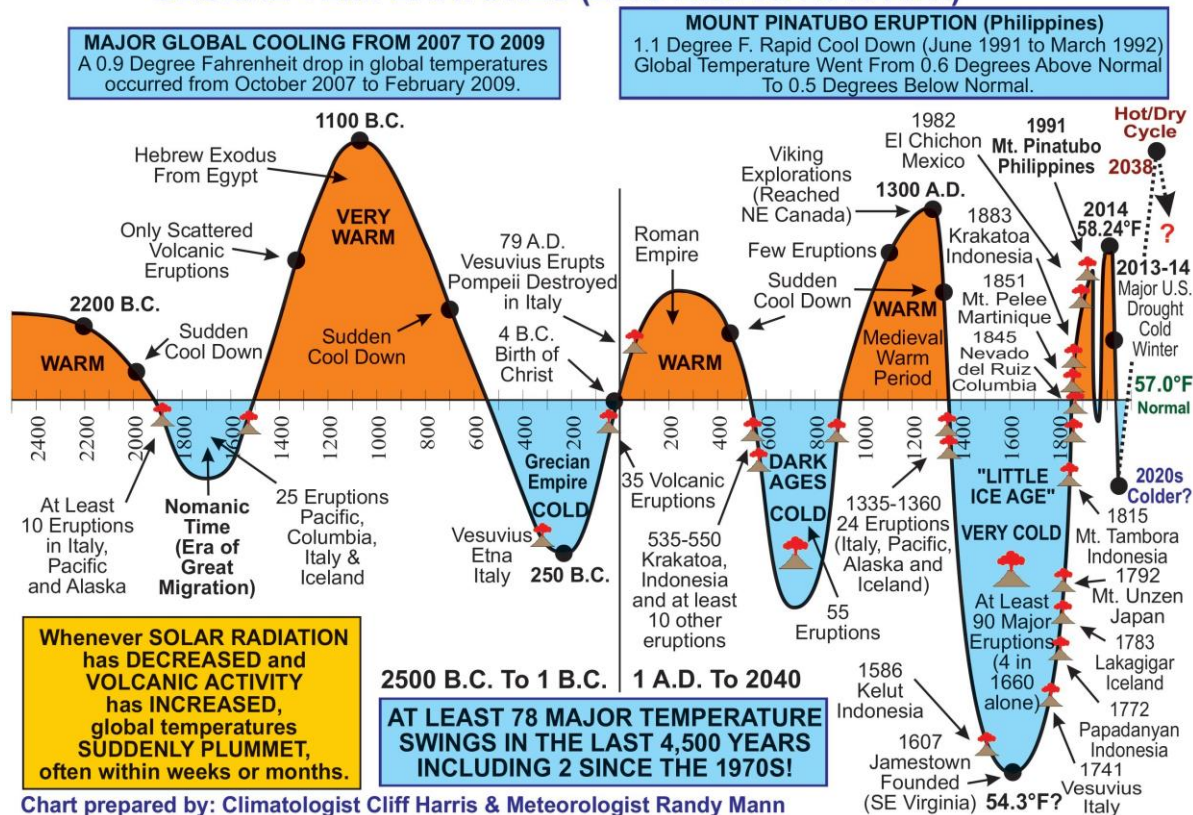 MAJOR GLOBAL COOLING FROM 2007 TO 2009
A 0.9 Degree Fahrenheit drop in global temperatures
occurred from October 2007 to February 2009.
MOUNT PINATUBO ERUPTION (Philippines)
1.1 Degree F. Rapid Cool Down (June 1991 to March 1992)
Global Temperature Went From 0.6 Degrees Above Normal
To 0.5 Degrees Below Normal.
2200 B.C.
WARM
Sudden
Cool Down
Only Scattered
Volcanic
Eruptions
Hebrew Exodus
From Egypt
1100 B.C.
VERY
WARM
Sudden
Cool Down
79 A.D.
Vesuvius Erupts
Pompeii Destroyed
in Italy
4 B.C.
Birth of
Christ
Roman
Empire
WARM
Sudden
Cool Down
Few Eruptions
Viking
Explorations
(Reached
NE Canada)
1300 A.D.
WARM
Medieval
Warm
Period
1982
El Chichon
Mexico
1991
Mt. Pinatubo
Philippines
1883
Krakatoa
Indonesia
1851
Mt. Pelee
Martinique
1845
Nevado
del Ruiz
Columbia
Hot/Dry
Cycle
2038
?
2014
58.24°F
2013-14
Major U.S.
Drought
Cold
Winter
57.0°F
Normal
2400
2200
2000
1800
1600
1400
1200
1000
800
600
400
200
200
400
600
800
1000
1200
1400
1600
1800
At Least
10 Eruptions
in Italy,
Pacific
and Alaska
Nomanic
Time
(Era of
Great
Migration)
25 Eruptions
Pacific,
Columbia,
Italy &
Iceland
Vesuvius
Etna
Italy
Grecian
Empire
COLD
250 B.C.
35 Volcanic
Eruptions
535-550
Krakatoa,
Indonesia
and at least
10 other
eruptions
DARK
AGES
COLD
55
Eruptions
1335-1360
24 Eruptions
(Italy, Pacific,
Alaska and
Iceland)
"LITTLE
ICE AGE"
VERY COLD
At Least
90 Major
Eruptions
(4 in
1660
alone)
1586
Kelut
Indonesia
1607
Jamestown
Founded
(SE Virginia)
54.3°F?
2020s
Colder?
1815
Mt. Tambora
Indonesia
1792
Mt. Unzen
Japan
1783
Lakagigar
Iceland
1772
Papadanyan
Indonesia
1741
Vesuvius
Italy
Whenever SOLAR RADIATION
has DECREASED and
VOLCANIC ACTIVITY
has INCREASED,
global temperatures
SUDDENLY PLUMMET,
often within weeks or months.
2500 B.C. To 1 B.C.
1 A.D. To 2040
AT LEAST 78 MAJOR TEMPERATURE
SWINGS IN THE LAST 4,500 YEARS
INCLUDING 2 SINCE THE 1970S!
Chart prepared by: Climatologist Cliff Harris & Meteorologist Randy Mann